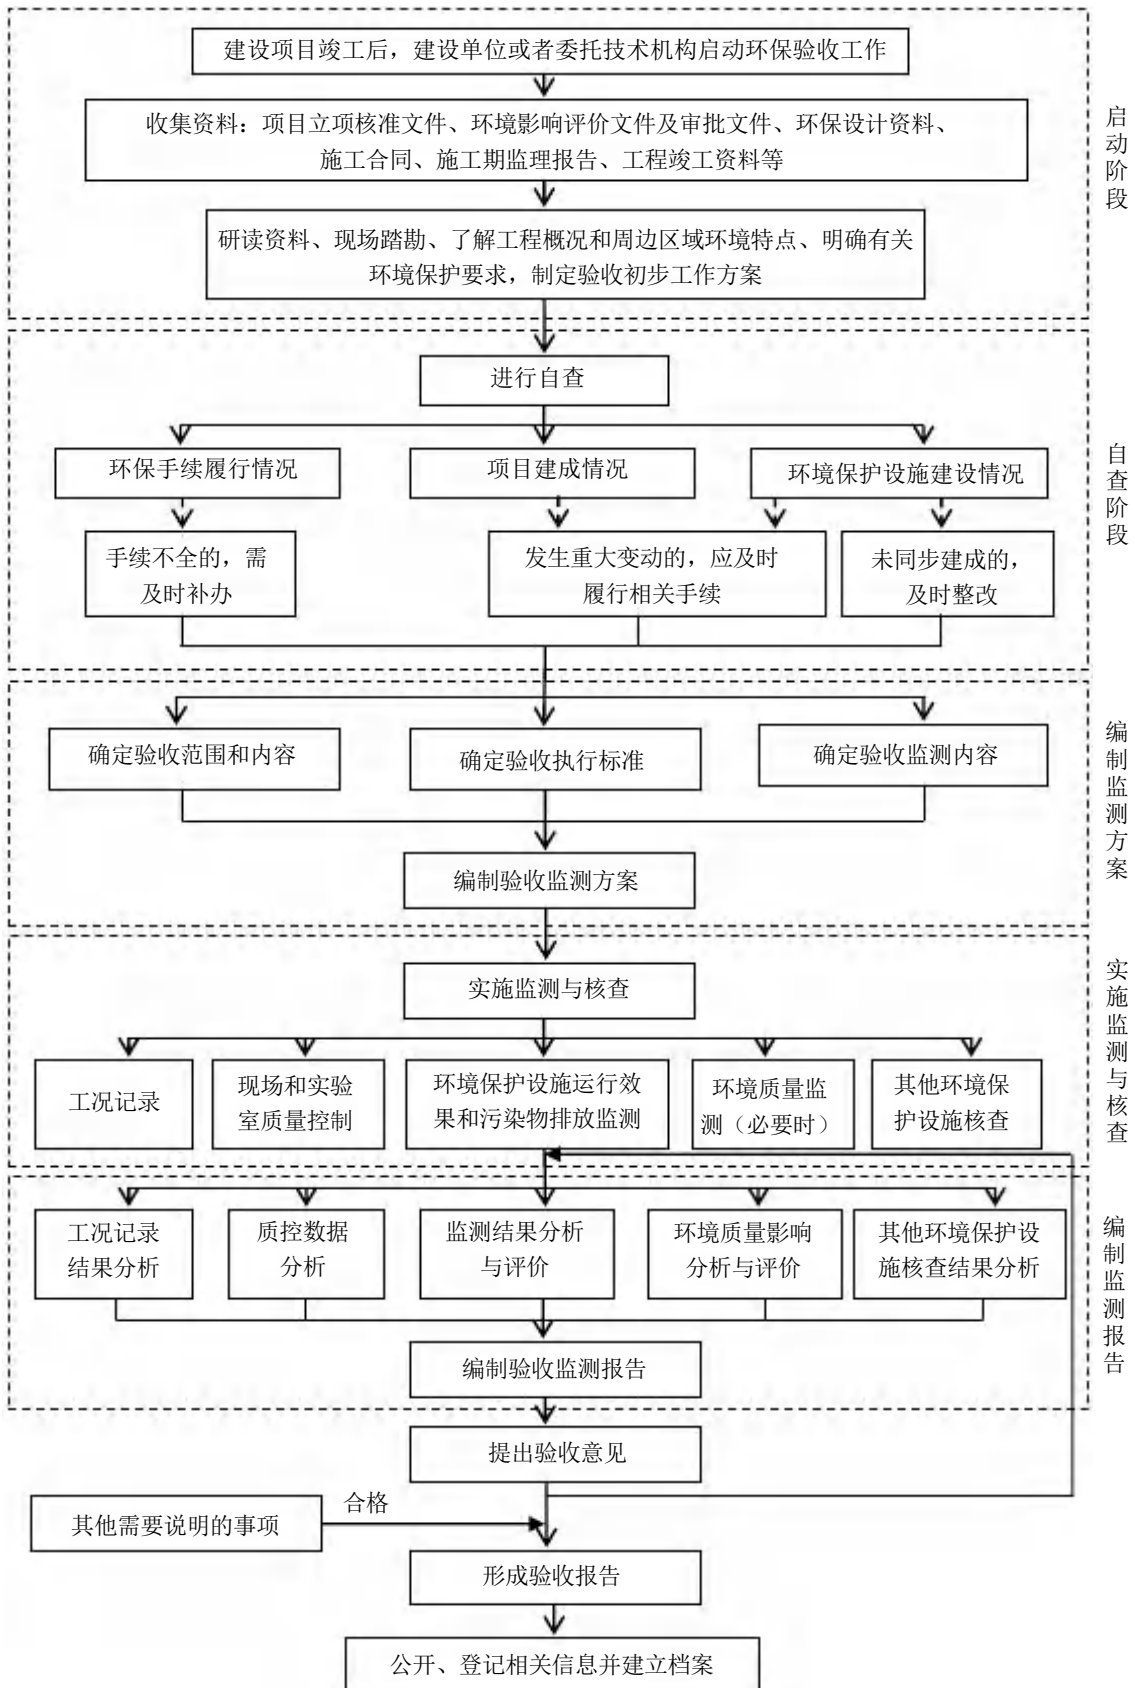 建设项目竣工后，建设单位或者委托技术机构启动环保验收工作
收集资料：项目立项核准文件、环境影响评价文件及审批文件、环保设计资料、
施工合同、施工期监理报告、工程竣工资料等
研读资料、现场踏勘、了解工程概况和周边区域环境特点、明确有关
环境保护要求，制定验收初步工作方案
启动阶段
进行自查
环保手续履行情况
项目建成情况
环境保护设施建设情况
手续不全的，需
及时补办
发生重大变动的，应及时
履行相关手续
未同步建成的，
及时整改
自查阶段
确定验收范围和内容
确定验收执行标准
确定验收监测内容
编制验收监测方案
编制监测方案
实施监测与核查
工况记录
现场和实验
室质量控制
环境保护设施运行效
果和污染物排放监测
环境质量监
测（必要时）
其他环境保
护设施核查
实施监测与核查
工况记录
结果分析
质控数据
分析
监测结果分析
与评价
环境质量影响
分析与评价
其他环境保护设
施核查结果分析
编制验收监测报告
编制监测报告
提出验收意见
其他需要说明的事项
合格
形成验收报告
公开、登记相关信息并建立档案